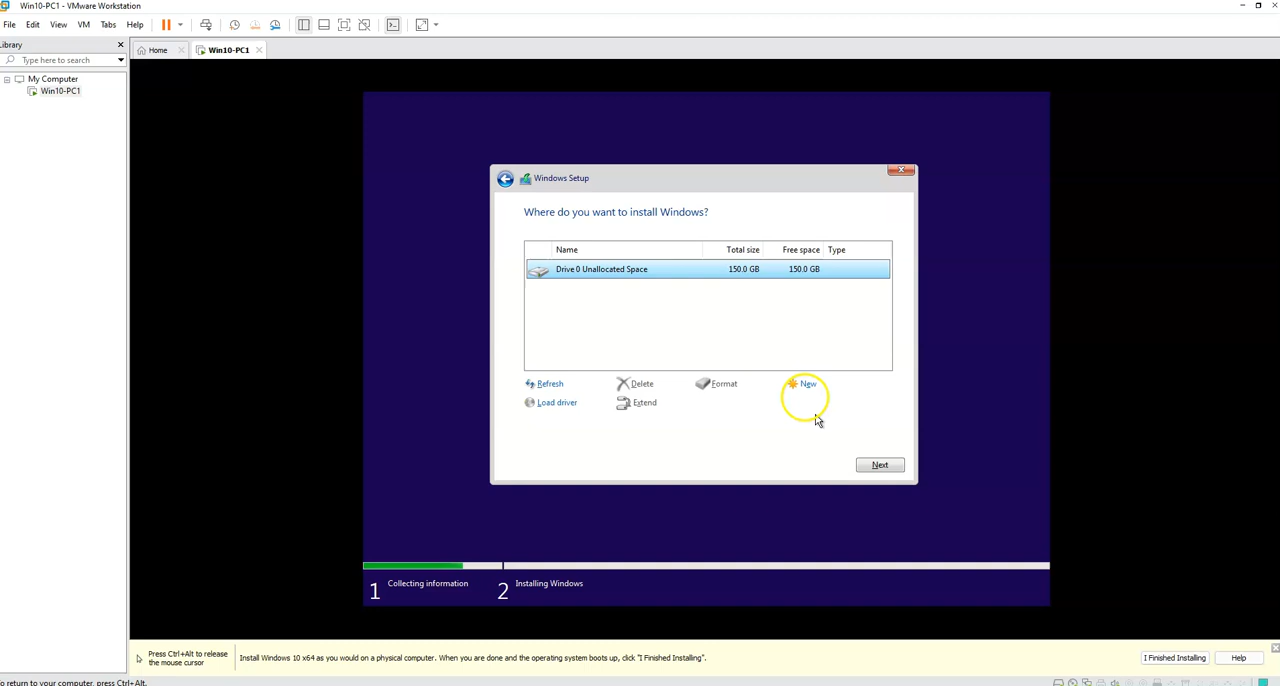 Win10-PC1 - VMware Workstation
File Edit View VM Tabs Help
Library
Type here to search
Home
Win10-PC1
My Computer
Win10-PC1
Windows Setup
Where do you want to install Windows?
Name Total size Free space Type
Drive 0 Unallocated Space 150.0 GB 150.0 GB
Refresh Delete Format New
Load driver Extend
Next
1 Collecting information 2 Installing Windows
Press Ctrl+Alt to release
the mouse cursor
Install Windows 10 x64 as you would on a physical computer. When you are done and the operating system boots up, click "I Finished Installing".
I Finished Installing Help
o return to your computer, press Ctrl+Alt.